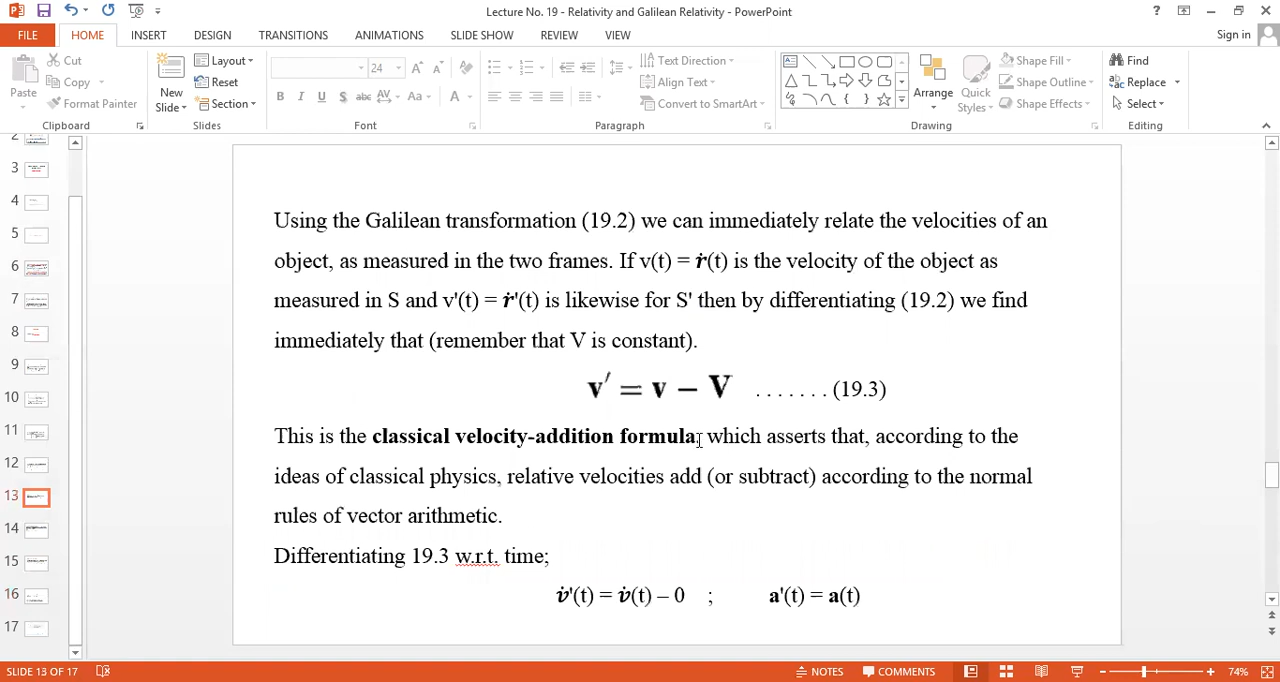 Lecture No. 19 - Relativity and Galilean Relativity - PowerPoint
?
Sign in
FILE HOME INSERT DESIGN TRANSITIONS ANIMATIONS SLIDE SHOW REVIEW VIEW
Paste
Cut
Copy
Format Painter
Clipboard
New
Slide
Layout
Reset
Section
Slides
24
B I U S abc AV Aa A
Font
Text Direction
Align Text
Convert to SmartArt
Paragraph
Arrange
Quick
Styles
Shape Fill
Shape Outline
Shape Effects
Drawing
Find
Replace
Select
Editing
2
3
4
5
6
7
8
9
10
11
12
13
14
15
16
17
Using the Galilean transformation (19.2) we can immediately relate the velocities of an
object, as measured in the two frames. If v(t) = ṙ(t) is the velocity of the object as
measured in S and v'(t) = ṙ'(t) is likewise for S' then by differentiating (19.2) we find
immediately that (remember that V is constant).
v′ = v − V . . . . . . . (19.3)
This is the classical velocity-addition formula, which asserts that, according to the
ideas of classical physics, relative velocities add (or subtract) according to the normal
rules of vector arithmetic.
Differentiating 19.3 w.r.t. time;
v̇'(t) = v̇(t) – 0 ; a'(t) = a(t)
SLIDE 13 OF 17
NOTES
COMMENTS
74%